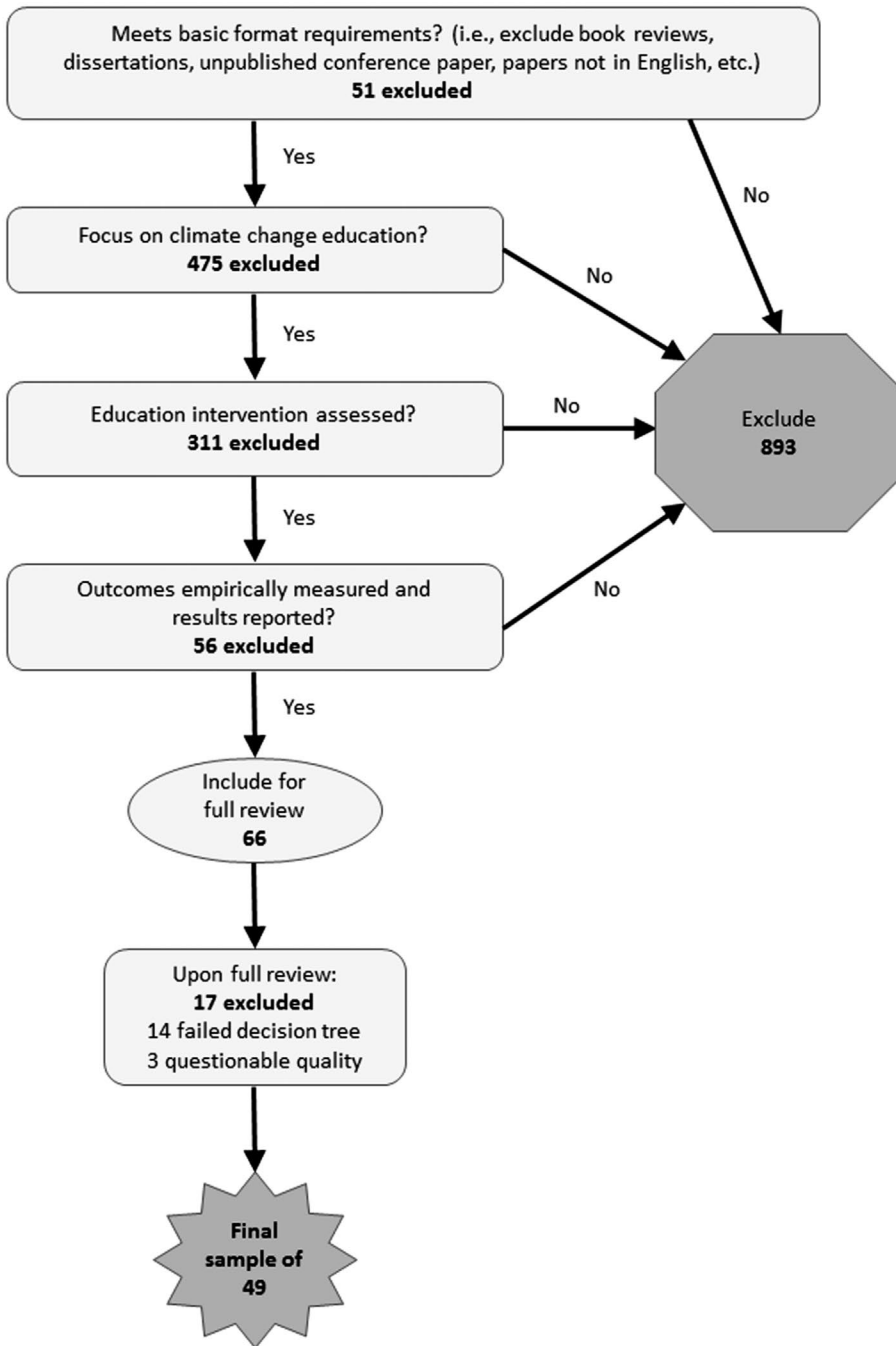 Meets basic format requirements? (i.e., exclude book reviews,
dissertations, unpublished conference paper, papers not in English, etc.)
51 excluded
Yes
No
Focus on climate change education?
475 excluded
No
Yes
Education intervention assessed?
311 excluded
No
Exclude
893
Yes
Outcomes empirically measured and
results reported?
56 excluded
No
Yes
Include for
full review
66
Upon full review:
17 excluded
14 failed decision tree
3 questionable quality
Final
sample of
49